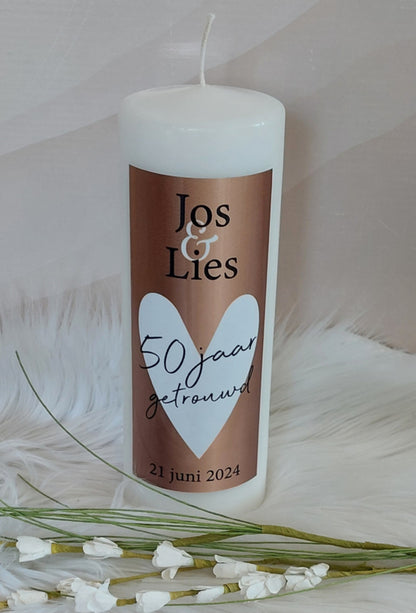 Jos
&
Lies
50 jaar
getrouwd
21 juni 2024